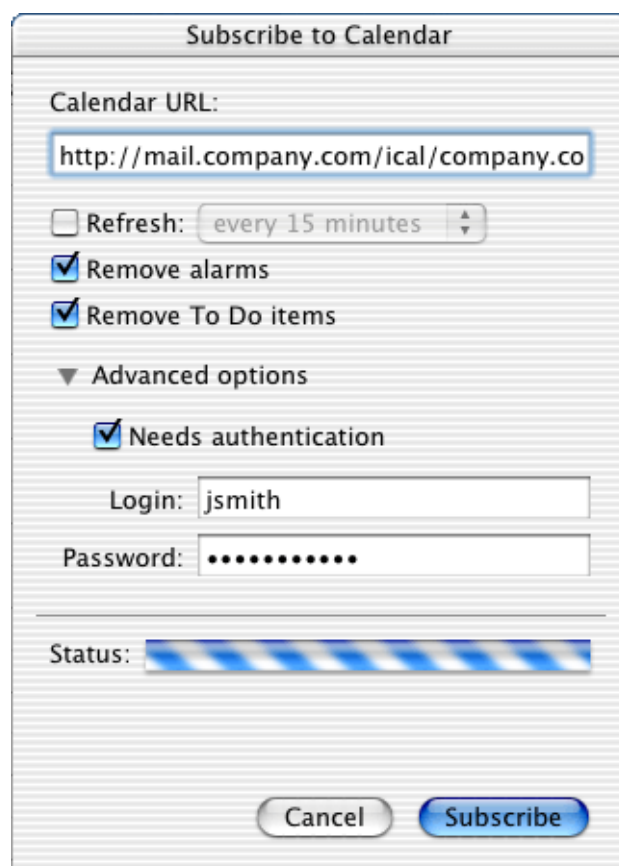 Subscribe to Calendar
Calendar URL:
http://mail.company.com/ical/company.co
Refresh: every 15 minutes
Remove alarms
Remove To Do items
Advanced options
Needs authentication
Login: jsmith
Password: •••••••••••
Status:
Cancel Subscribe